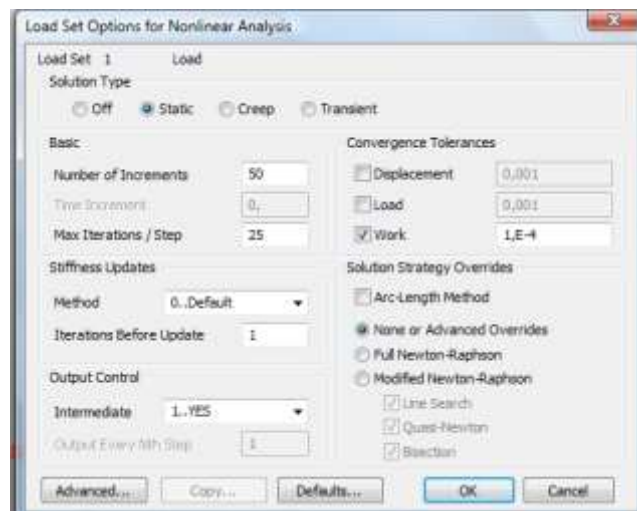 Load Set Options for Nonlinear Analysis
Load Set 1 Load
Solution Type
Off Static Creep Transient
Basic
Number of Increments 50
Time Increment 0,
Max Iterations / Step 25
Convergence Tolerances
Displacement 0,001
Load 0,001
Work 1,E-4
Stiffness Updates
Method 0..Default
Iterations Before Update 1
Solution Strategy Overrides
Arc-Length Method
None or Advanced Overrides
Full Newton-Raphson
Modified Newton-Raphson
Line Search
Quasi-Newton
Bisection
Output Control
Intermediate 1..YES
Output Every Nth Step 1
Advanced... Copy... Defaults... OK Cancel